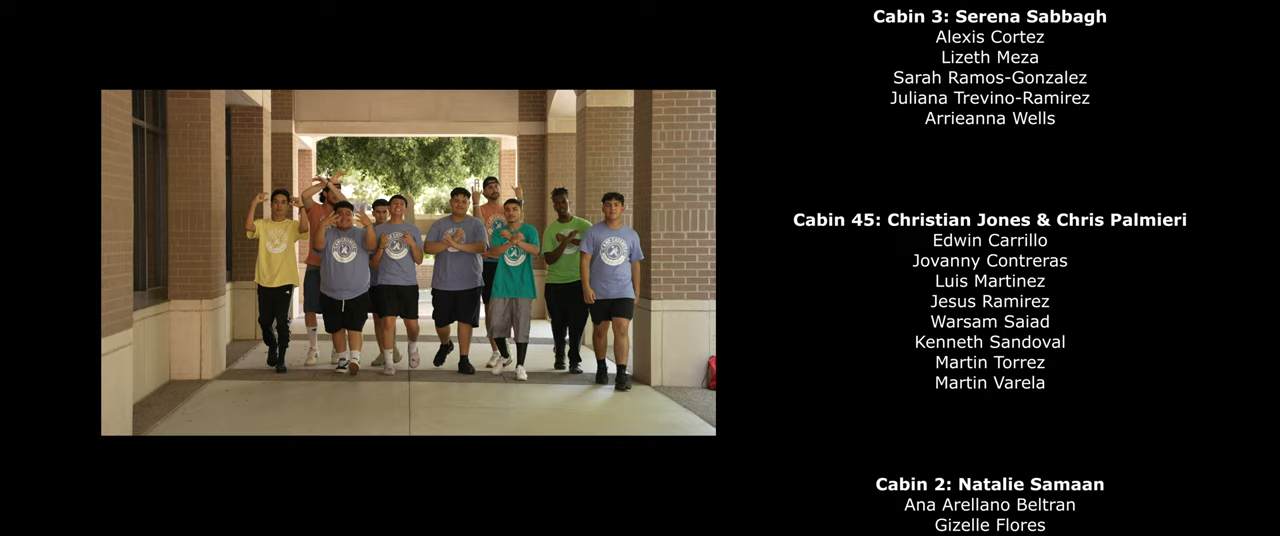 Cabin 3: Serena Sabbagh
Alexis Cortez
Lizeth Meza
Sarah Ramos-Gonzalez
Juliana Trevino-Ramirez
Arrieanna Wells
Cabin 45: Christian Jones & Chris Palmieri
Edwin Carrillo
Jovanny Contreras
Luis Martinez
Jesus Ramirez
Warsam Saiad
Kenneth Sandoval
Martin Torrez
Martin Varela
Cabin 2: Natalie Samaan
Ana Arellano Beltran
Gizelle Flores